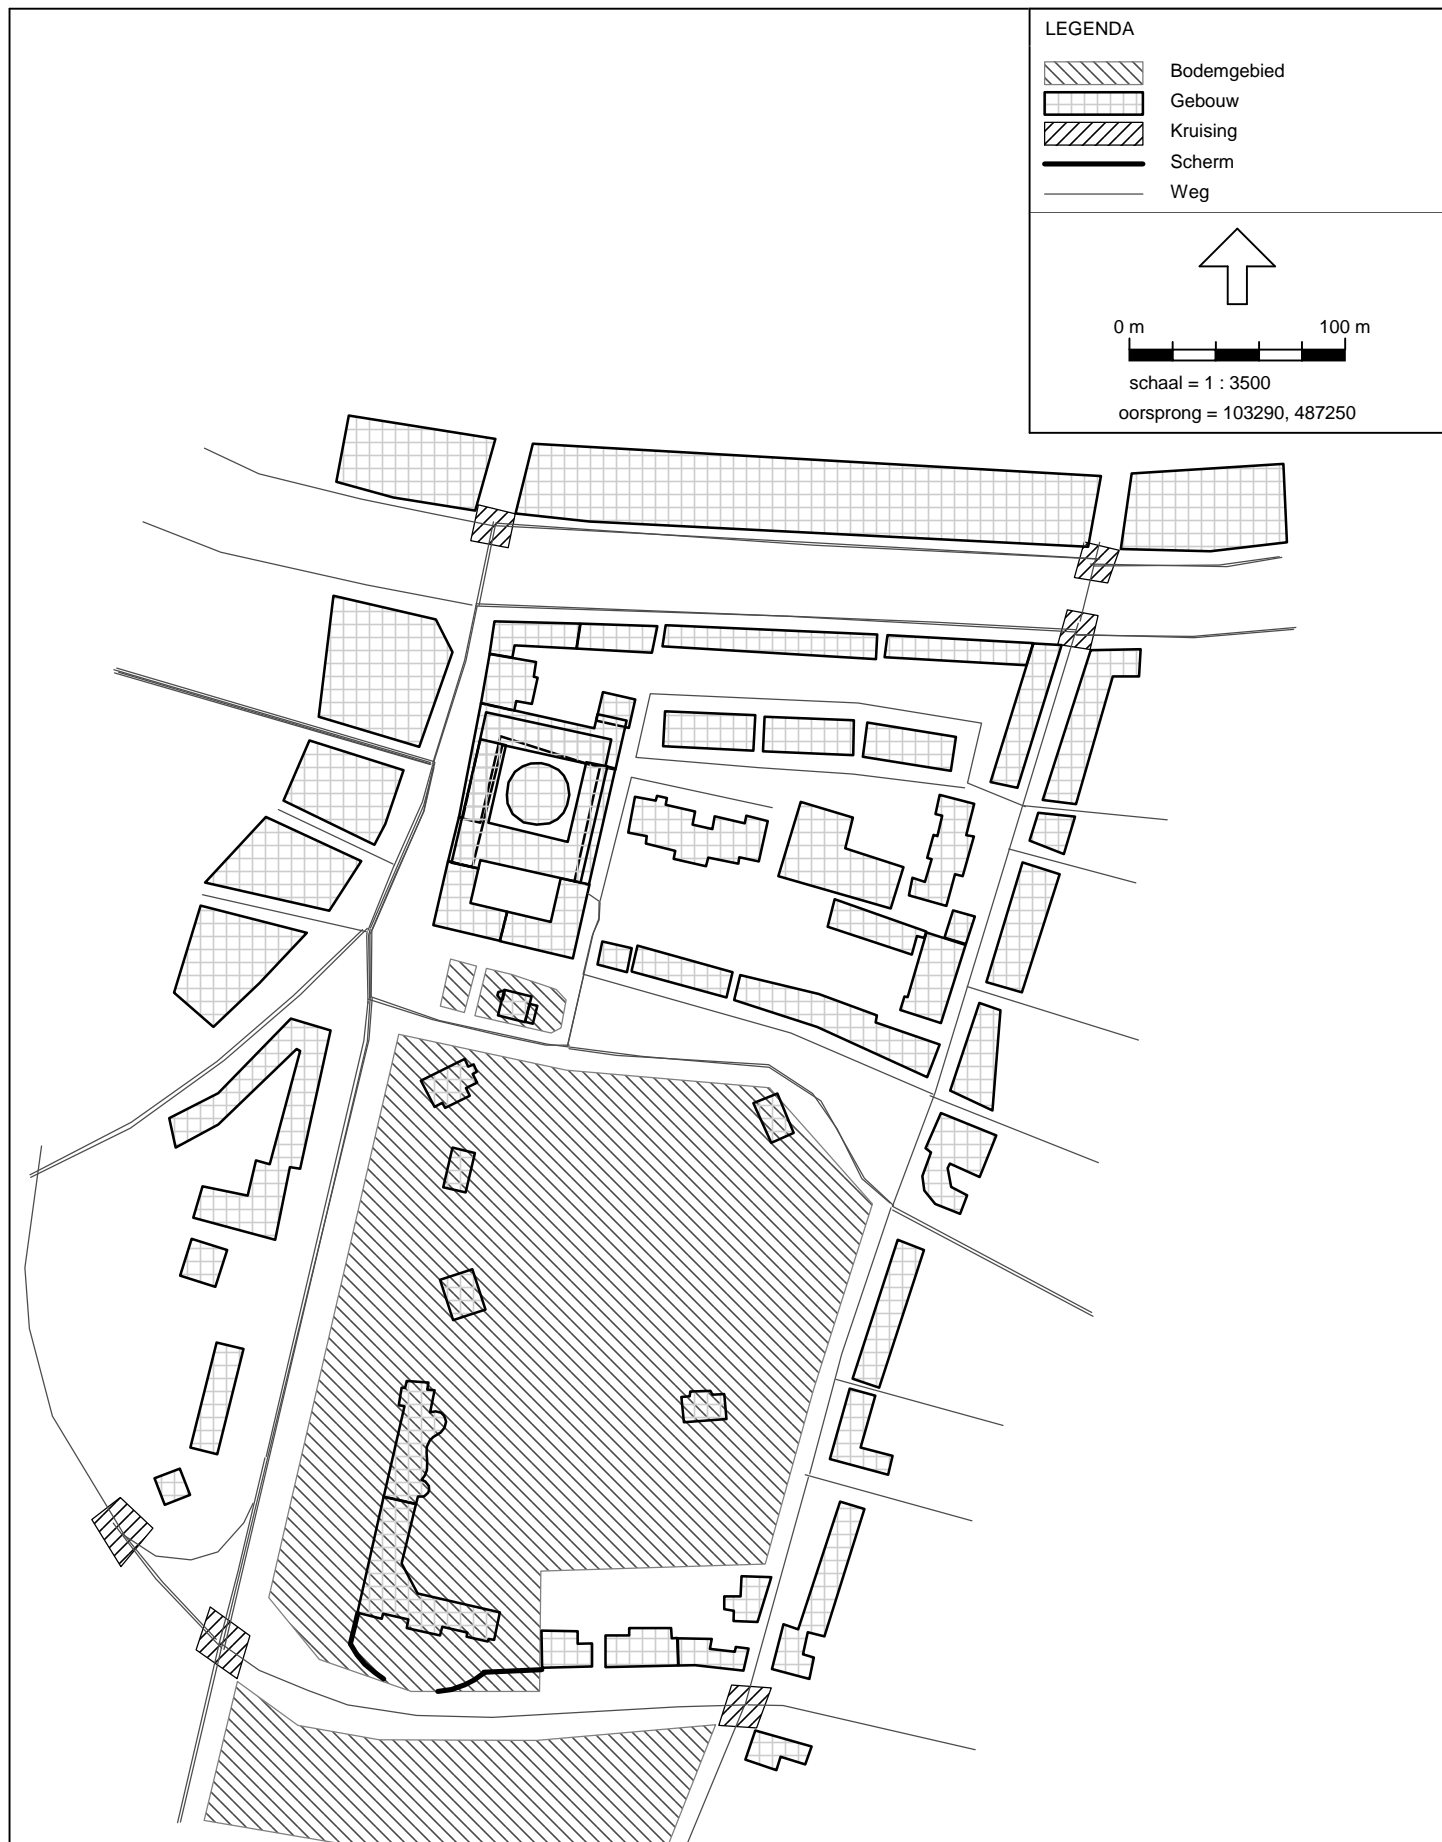 LEGENDA
Bodemgebied
Gebouw
Kruising
Scherm
Weg
0 m 100 m
schaal = 1 : 3500
oorsprong = 103290, 487250